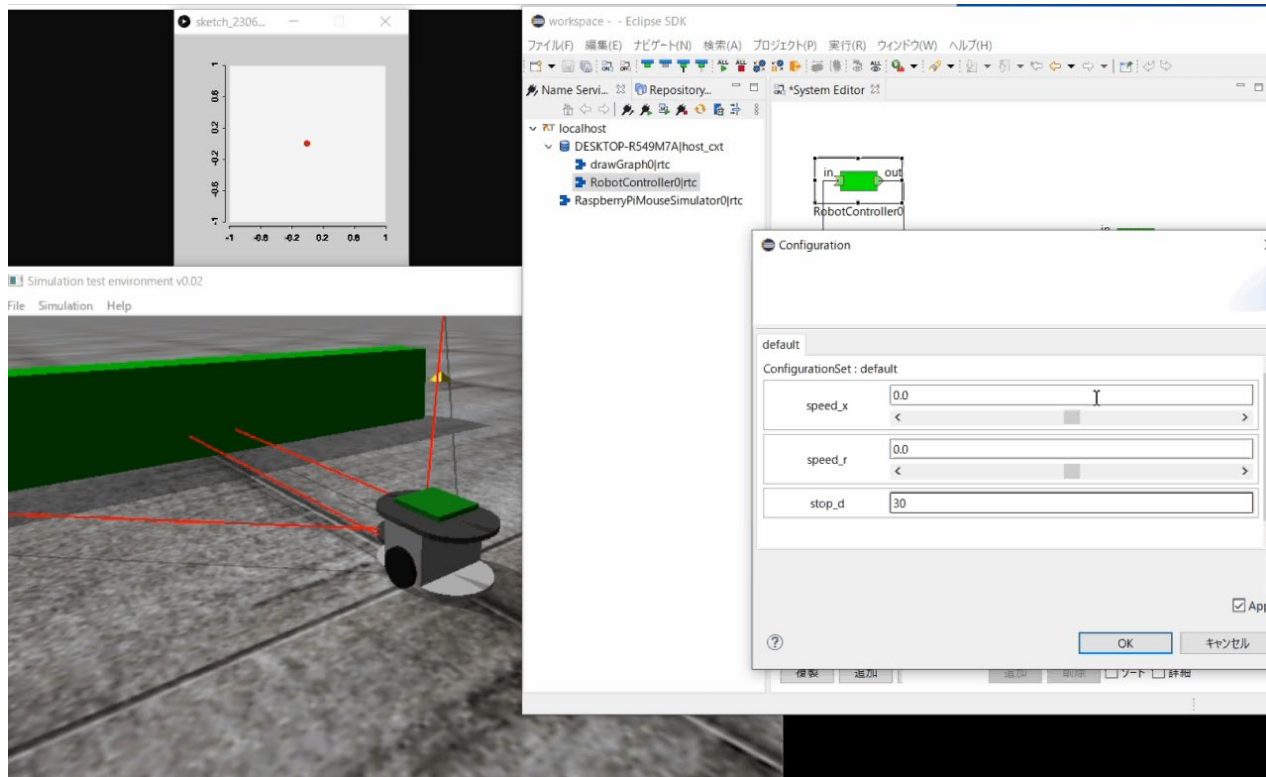 sketch_2306...
0.6
0.2
-0.2
-0.6
-1
-1 -0.6 -0.2 0.2 0.6 1
Simulation test environment v0.02
File Simulation Help
workspace - - Eclipse SDK
ファイル(F) 編集(E) ナビゲート(N) 検索(A) プロジェクト(P) 実行(R) ウィンドウ(W) ヘルプ(H)
Name Servi... Repository...
localhost
DESKTOP-R549M7A|host_cxt
drawGraph0|rtc
RobotController0|rtc
RaspberryPiMouseSimulator0|rtc
*System Editor
in out
RobotController0
in
Configuration
default
ConfigurationSet : default
speed_x 0.0
speed_r 0.0
stop_d 30
App
OK キャンセル
複製 追加 追加 削除 ソート 詳細